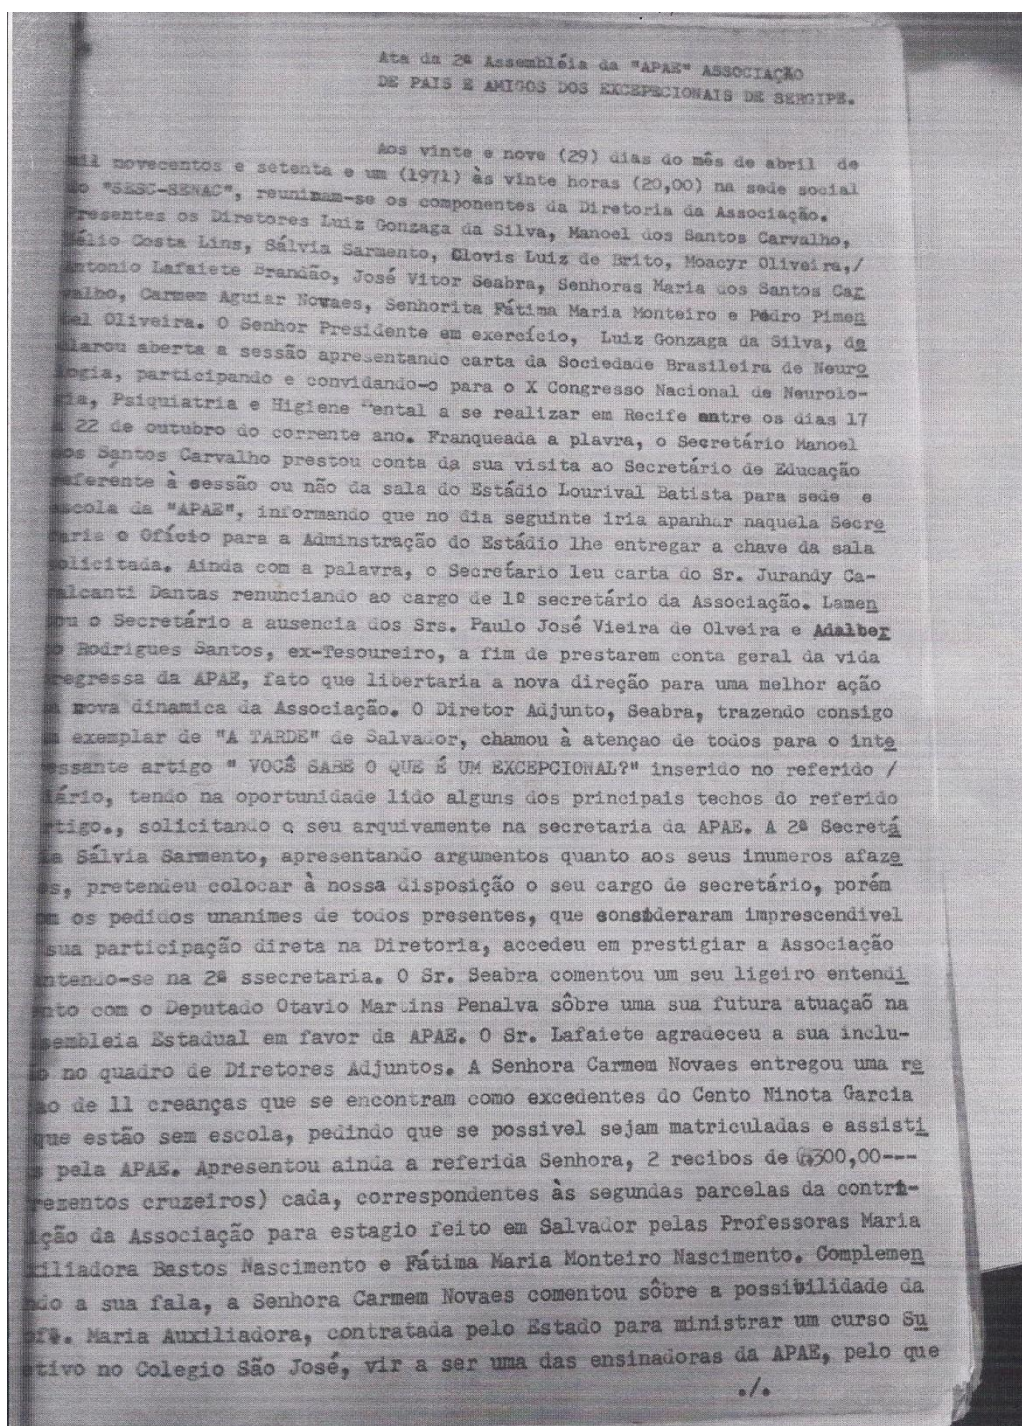 Ata da 2ª Assembléia da "APAE" ASSOCIAÇÃO
DE PAIS E AMIGOS DOS EXCEPECIONAIS DE SERGIPE.
Aos vinte e nove (29) dias do mês de abril de
mil novecentos e setenta e um (1971) às vinte horas (20,00) na sede social
do "SESC-SENAC", reunimam-se os componentes da Diretoria da Associação.
Presentes os Diretores Luiz Gonzaga da Silva, Manoel dos Santos Carvalho,
Hélio Costa Lins, Sálvia Sarmento, Clovis Luiz de Brito, Moacyr Oliveira,/
Antonio Lafaiete Brandão, José Vitor Seabra, Senhoras Maria dos Santos Car
valho, Carmem Aguiar Novaes, Senhorita Fátima Maria Monteiro e Pedro Pimen
tel Oliveira. O Senhor Presidente em exercício, Luiz Gonzaga da Silva, de
clarou aberta a sessão apresentando carta da Sociedade Brasileira de Neuro
logia, participando e convidando-o para o X Congresso Nacional de Neurolo-
gia, Psiquiatria e Higiene "ental a se realizar em Recife entre os dias 17
a 22 de outubro do corrente ano. Franqueada a plavra, o Secretário Manoel
dos Santos Carvalho prestou conta da sua visita ao Secretário de Educação
referente à sessão ou não da sala do Estádio Lourival Batista para sede e
escola da "APAE", informando que no dia seguinte iria apanhar naquela Secre
taria o Ofício para a Adminstração do Estádio lhe entregar a chave da sala
solicitada. Ainda com a palavra, o Secretario leu carta do Sr. Jurandy Ca-
valcanti Dantas renunciando ao cargo de 1º secretário da Associação. Lamen
tou o Secretário a ausencia dos Srs. Paulo José Vieira de Olveira e Adalber
to Rodrigues Santos, ex-Tesoureiro, a fim de prestarem conta geral da vida
pregressa da APAE, fato que libertaria a nova direção para uma melhor ação
nova dinamica da Associação. O Diretor Adjunto, Seabra, trazendo consigo
um exemplar de "A TARDE" de Salvador, chamou à atençao de todos para o inte
ressante artigo " VOCÊ SABE O QUE É UM EXCEPCIONAL?" inserido no referido /
diário, tendo na oportunidade lido alguns dos principais techos do referido
artigo., solicitando o seu arquivamente na secretaria da APAE. A 2ª Secretá
ria Sálvia Sarmento, apresentando argumentos quanto aos seus inumeros afaze
res, pretendeu colocar à nossa disposição o seu cargo de secretário, porém
om os pedidos unanimes de todos presentes, que consideraram imprescendivel
sua participação direta na Diretoria, accedeu em prestigiar a Associação
ntendo-se na 2ª ssecretaria. O Sr. Seabra comentou um seu ligeiro entendi
ento com o Deputado Otavio Martins Penalva sôbre uma sua futura atuaçaõ na
sembleia Estadual em favor da APAE. O Sr. Lafaiete agradeceu a sua inclu-
o no quadro de Diretores Adjuntos. A Senhora Carmem Novaes entregou uma re
ao de 11 creanças que se encontram como excedentes do Cento Ninota Garcia
que estão sem escola, pedindo que se possivel sejam matriculadas e assisti
s pela APAE. Apresentou ainda a referida Senhora, 2 recibos de ₢300,00---
rezentos cruzeiros) cada, correspondentes às segundas parcelas da contri-
ição da Associação para estagio feito em Salvador pelas Professoras Maria
xiliadora Bastos Nascimento e Fátima Maria Monteiro Nascimento. Complemen
ndo a sua fala, a Senhora Carmem Novaes comentou sôbre a possibilidade da
ofª. Maria Auxiliadora, contratada pelo Estado para ministrar um curso Su
etivo no Colegio São José, vir a ser uma das ensinadoras da APAE, pelo que
./.